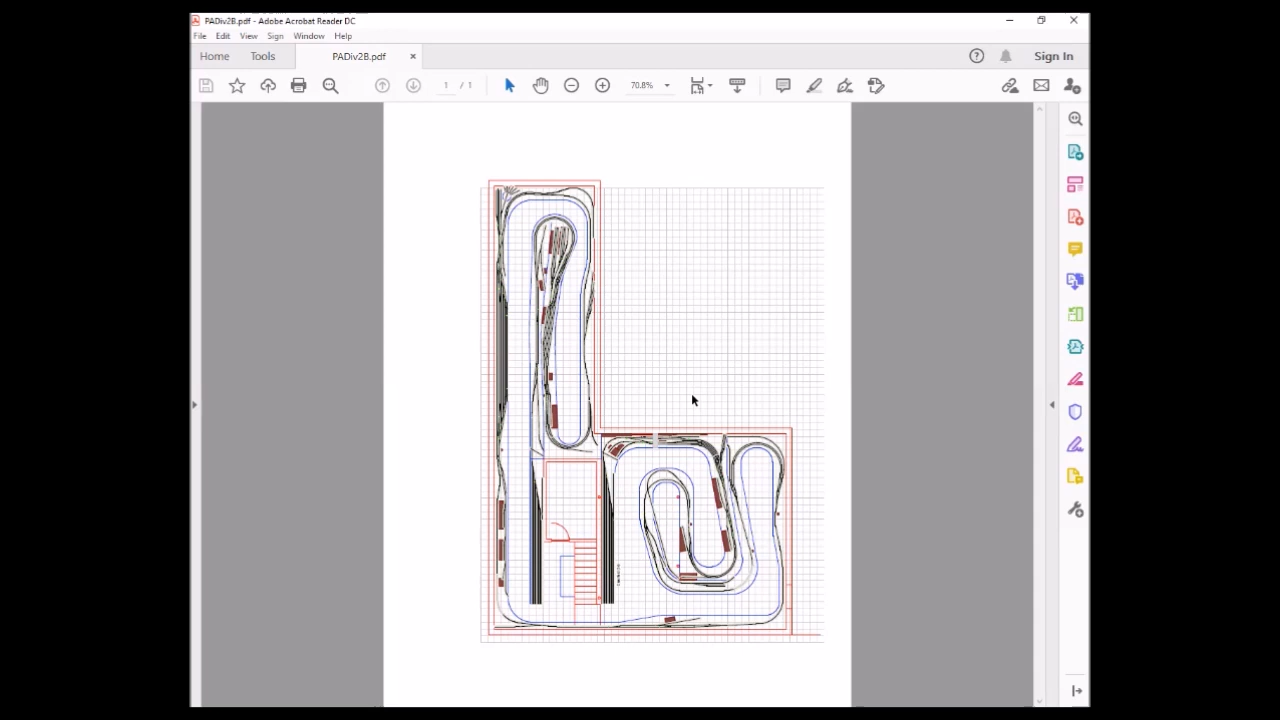 PADiv2B.pdf - Adobe Acrobat Reader DC
File Edit View Sign Window Help
Home Tools PADiv2B.pdf × Sign In
1 / 1 70.8%